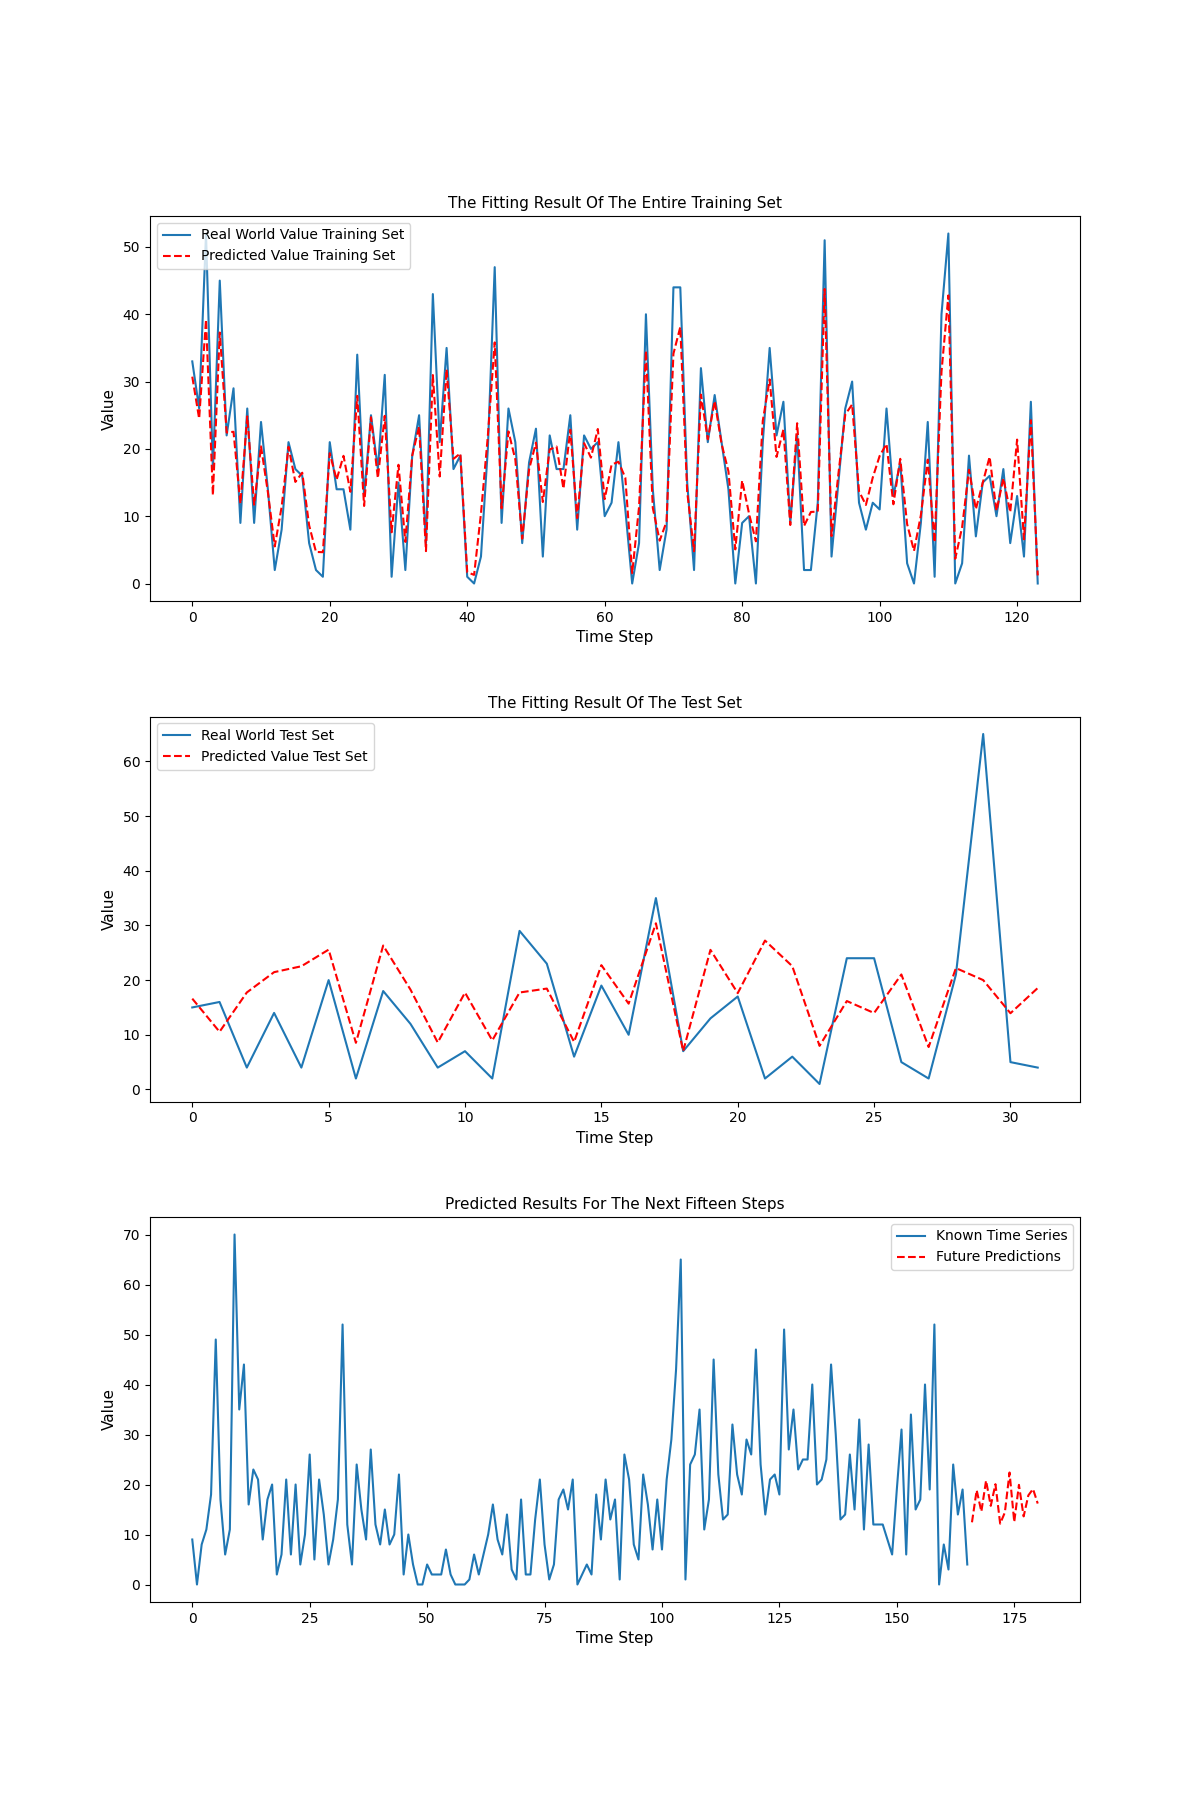 The Fitting Result Of The Entire Training Set
Real World Value Training Set
Predicted Value Training Set
Value
50
40
30
20
10
0
0 20 40 60 80 100 120
Time Step
The Fitting Result Of The Test Set
Real World Test Set
Predicted Value Test Set
Value
60
50
40
30
20
10
0
0 5 10 15 20 25 30
Time Step
Predicted Results For The Next Fifteen Steps
Known Time Series
Future Predictions
Value
70
60
50
40
30
20
10
0
0 25 50 75 100 125 150 175
Time Step